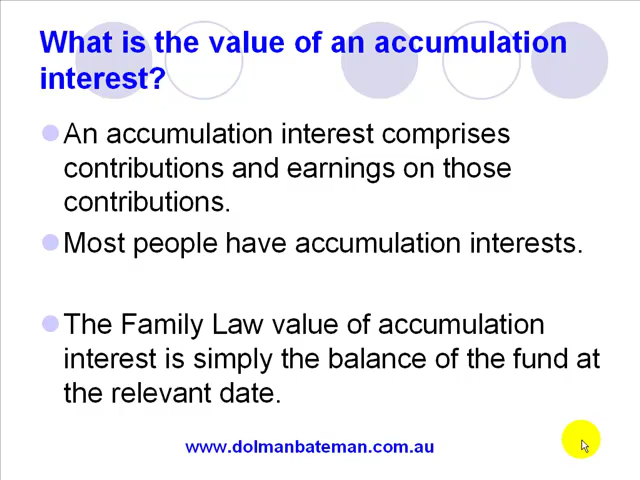 What is the value of an accumulation
interest?
An accumulation interest comprises
contributions and earnings on those
contributions.
Most people have accumulation interests.
The Family Law value of accumulation
interest is simply the balance of the fund at
the relevant date.
www.dolmanbateman.com.au